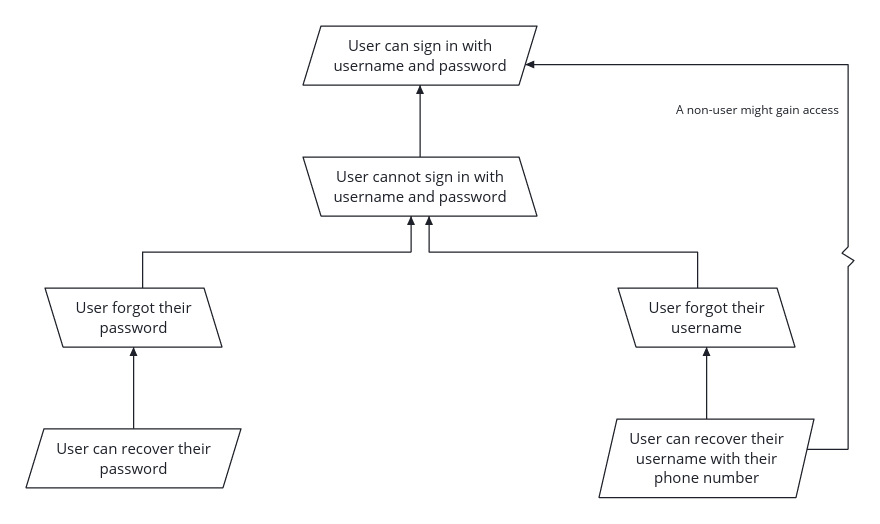 User can sign in with
username and password
A non-user might gain access
User cannot sign in with
username and password
User forgot their
password
User forgot their
username
User can recover their
password
User can recover their
username with their
phone number